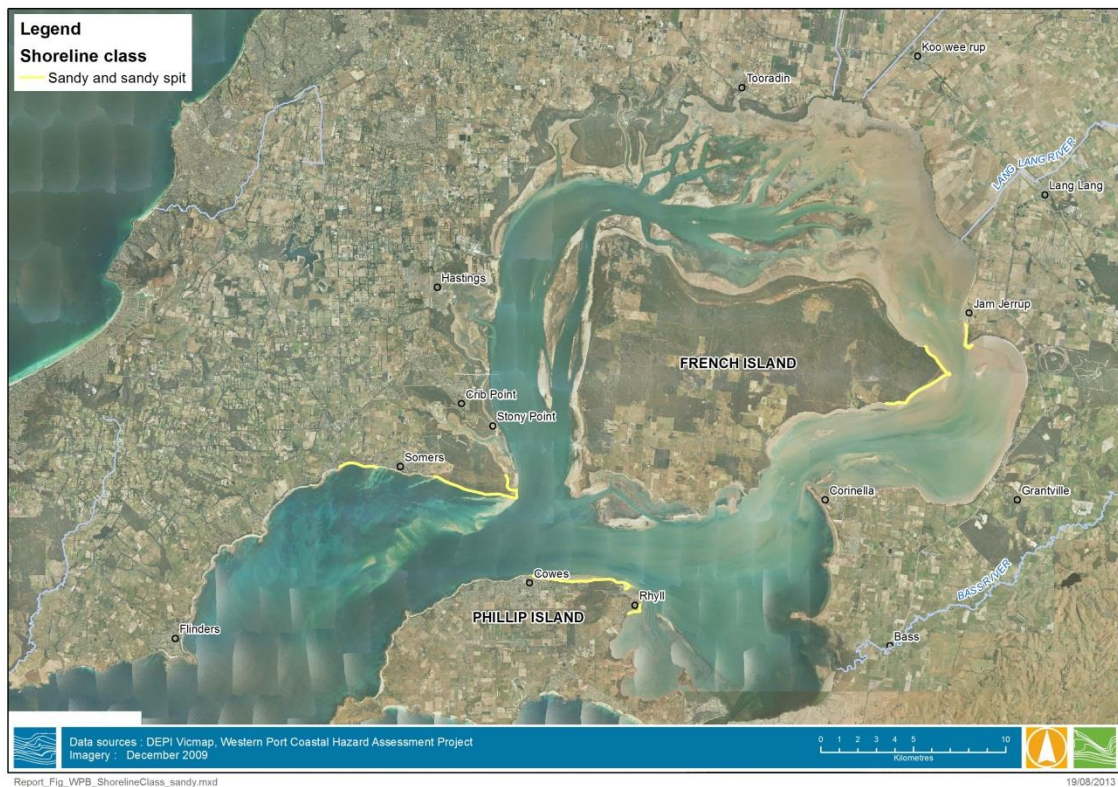 Legend
Shoreline class
Sandy and sandy spit
Koo wee rup
Tooradin
LANG LANG RIVER
Lang Lang
Hastings
Jam Jerrup
FRENCH ISLAND
Crib Point
Stony Point
Somers
Corinella
Grantville
Cowes
Rhyll
BASS RIVER
PHILLIP ISLAND
Flinders
Bass
Data sources : DEPI Vicmap, Western Port Coastal Hazard Assessment Project
Imagery : December 2009
0 1 2 3 4 5 10
Kilometres
Report_Fig_WPB_ShorelineClass_sandy.mxd
19/08/2013